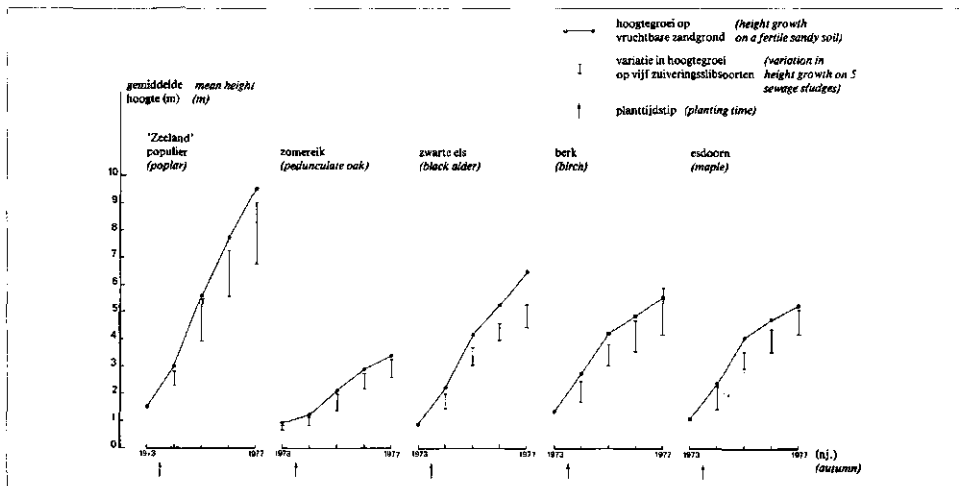 hoogtegroei op (height growth
vruchtbare zandgrond on a fertile sandy soil)
variatie in hoogtegroei (variation in
op vijf zuiveringsslibsoorten height growth on 5
sewage sludges)
planttijdstip (planting time)
gemiddelde mean height
hoogte (m) (m)
'Zeeland'
populier
(poplar)
zomereik
(pedunculate oak)
zwarte els
(black alder)
berk
(birch)
esdoorn
(maple)
10
9
8
7
6
5
4
3
2
1
0
1973 1977 1973 1977 1973 1977 1973 1977 1973 1977 (nj.)
(autumn)